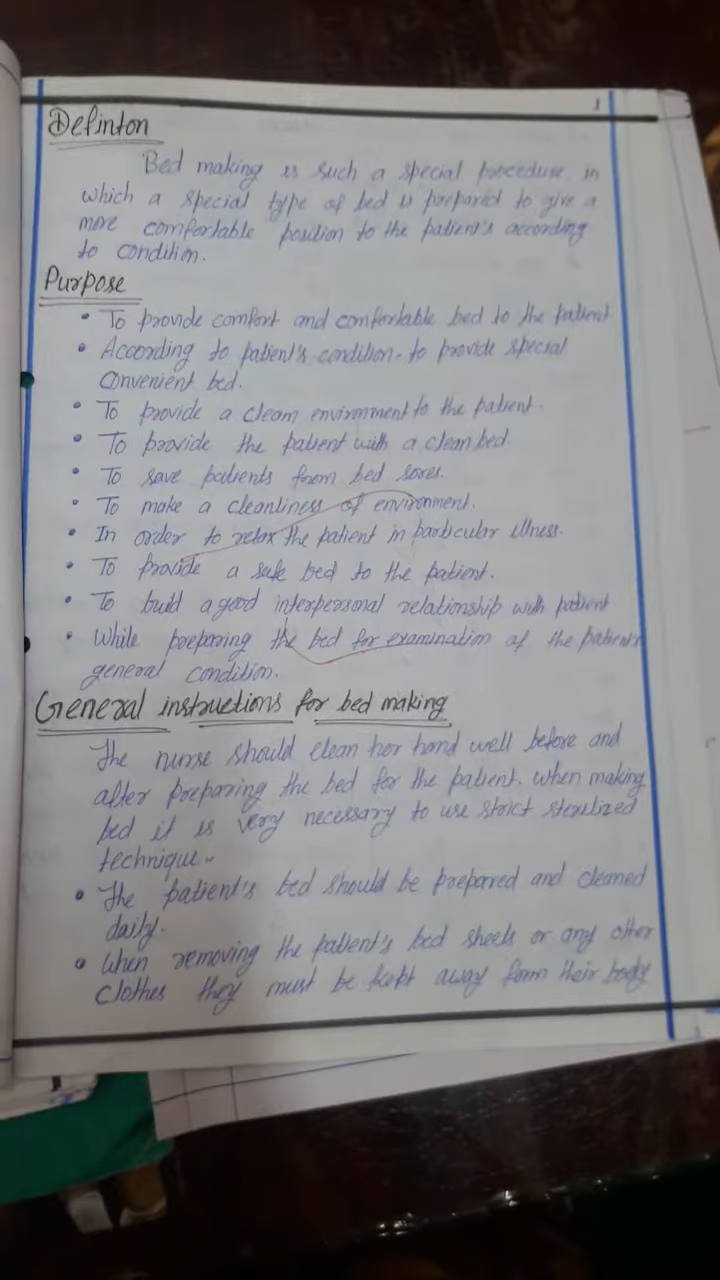 1
Definton
Bed making is such a special procedure, in
which a special type of bed is prepared to give a
more comfortable position to the patient's according
to condition.
Purpose
• To provide comfort and comfortable bed to the patient.
• According to patient's condition, to provide special
convenient bed.
• To provide a clean environment to the patient.
• To provide the patient with a clean bed.
• To save patients from bed sores.
• To make a cleanliness of environment.
• In order to relax the patient in particular illness.
• To provide a safe bed to the patient.
• To build a good interpersonal relationship with patient
• While preparing the bed for examination of the patient's
general condition.
General instructions for bed making
The nurse should clean her hand well before and
after preparing the bed for the patient. when making
bed it is very necessary to use strict sterilized
technique.
• The patient's bed should be prepared and cleaned
daily.
• When removing the patient's bed sheets or any other
clothes they must be kept away form their body